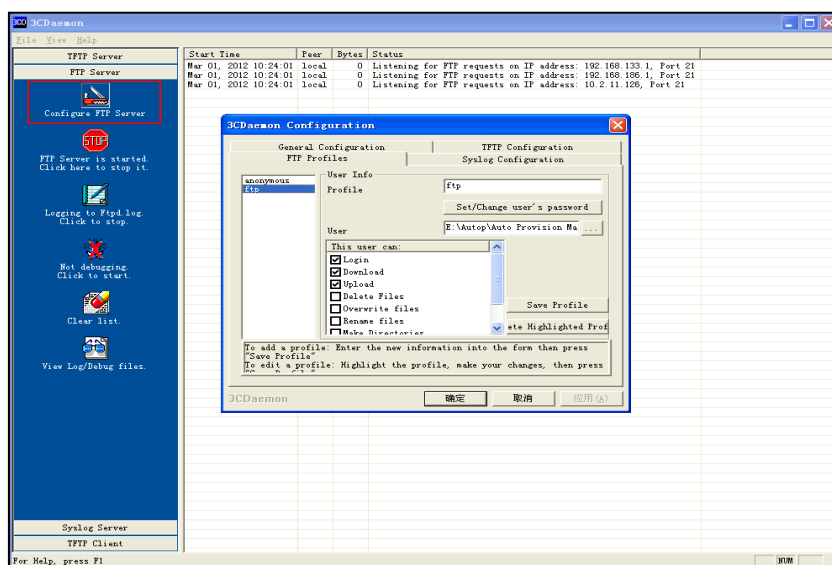 3CD 3CDaemon
File View Help
TFTP Server
FTP Server
Configure FTP Server
STOP
FTP Server is started.
Click here to stop it.
Logging to Ftpd.log.
Click to stop.
Not debugging.
Click to start.
Clear list.
View Log/Debug files.
Syslog Server
TFTP Client
For Help, press F1
NUM
Start Time Peer Bytes Status
Mar 01, 2012 10:24:01 local 0 Listening for FTP requests on IP address: 192.168.133.1, Port 21
Mar 01, 2012 10:24:01 local 0 Listening for FTP requests on IP address: 192.168.186.1, Port 21
Mar 01, 2012 10:24:01 local 0 Listening for FTP requests on IP address: 10.2.11.126, Port 21
3CDaemon Configuration
General Configuration TFTP Configuration
FTP Profiles Syslog Configuration
anonymous
ftp
User Info
Profile ftp
Set/Change user's password
User E:\Autop\Auto Provision Ma ...
This user can:
Login
Download
Upload
Delete Files
Overwrite files
Rename files
Make Directories
Save Profile
ete Highlighted Prof
To add a profile: Enter the new information into the form then press
"Save Profile"
To edit a profile: Highlight the profile, make your changes, then press
3CDaemon
确定 取消 应用(A)